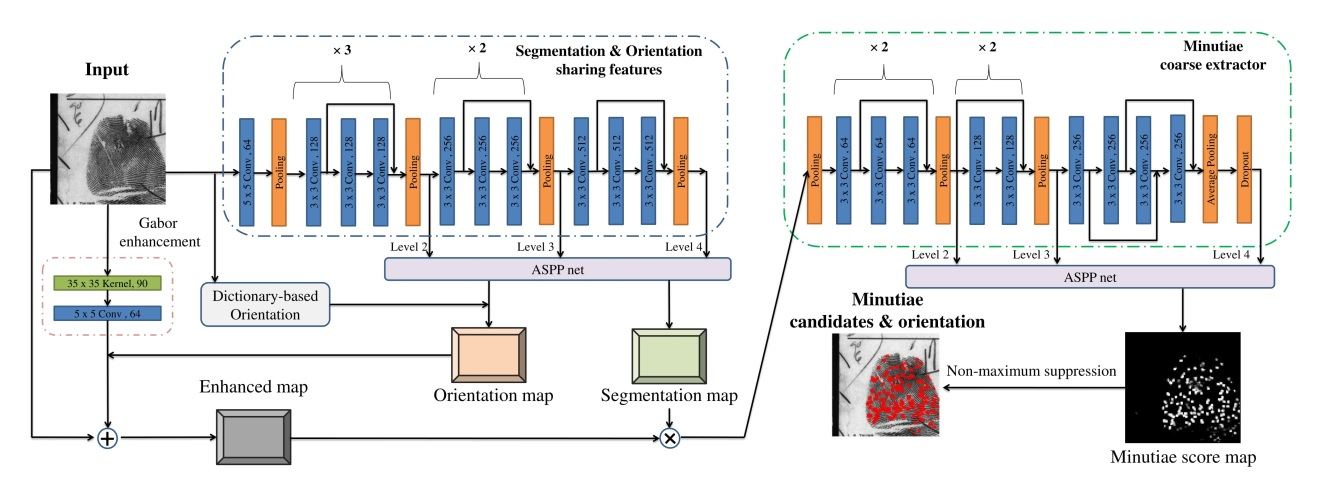 Input
× 3
× 2
Segmentation & Orientation
sharing features
5 x 5 Conv , 64
Pooling
3 x 3 Conv , 128
3 x 3 Conv , 128
3 x 3 Conv , 128
Pooling
3 x 3 Conv , 256
3 x 3 Conv , 256
3 x 3 Conv , 256
Pooling
3 x 3 Conv , 512
3 x 3 Conv , 512
3 x 3 Conv , 512
Pooling
Level 2
Level 3
Level 4
ASPP net
Gabor
enhancement
35 x 35 Kernel, 90
5 x 5 Conv , 64
Dictionary-based
Orientation
Orientation map
Segmentation map
Enhanced map
+
×
× 2
× 2
Minutiae
coarse extractor
Pooling
3 x 3 Conv, 64
3 x 3 Conv, 64
3 x 3 Conv, 64
Pooling
3 x 3 Conv, 128
3 x 3 Conv, 128
Pooling
3 x 3 Conv, 256
3 x 3 Conv, 256
3 x 3 Conv, 256
3 x 3 Conv, 256
Average Pooling
Dropout
Level 2
Level 3
Level 4
ASPP net
Minutiae
candidates & orientation
Non-maximum suppression
Minutiae score map